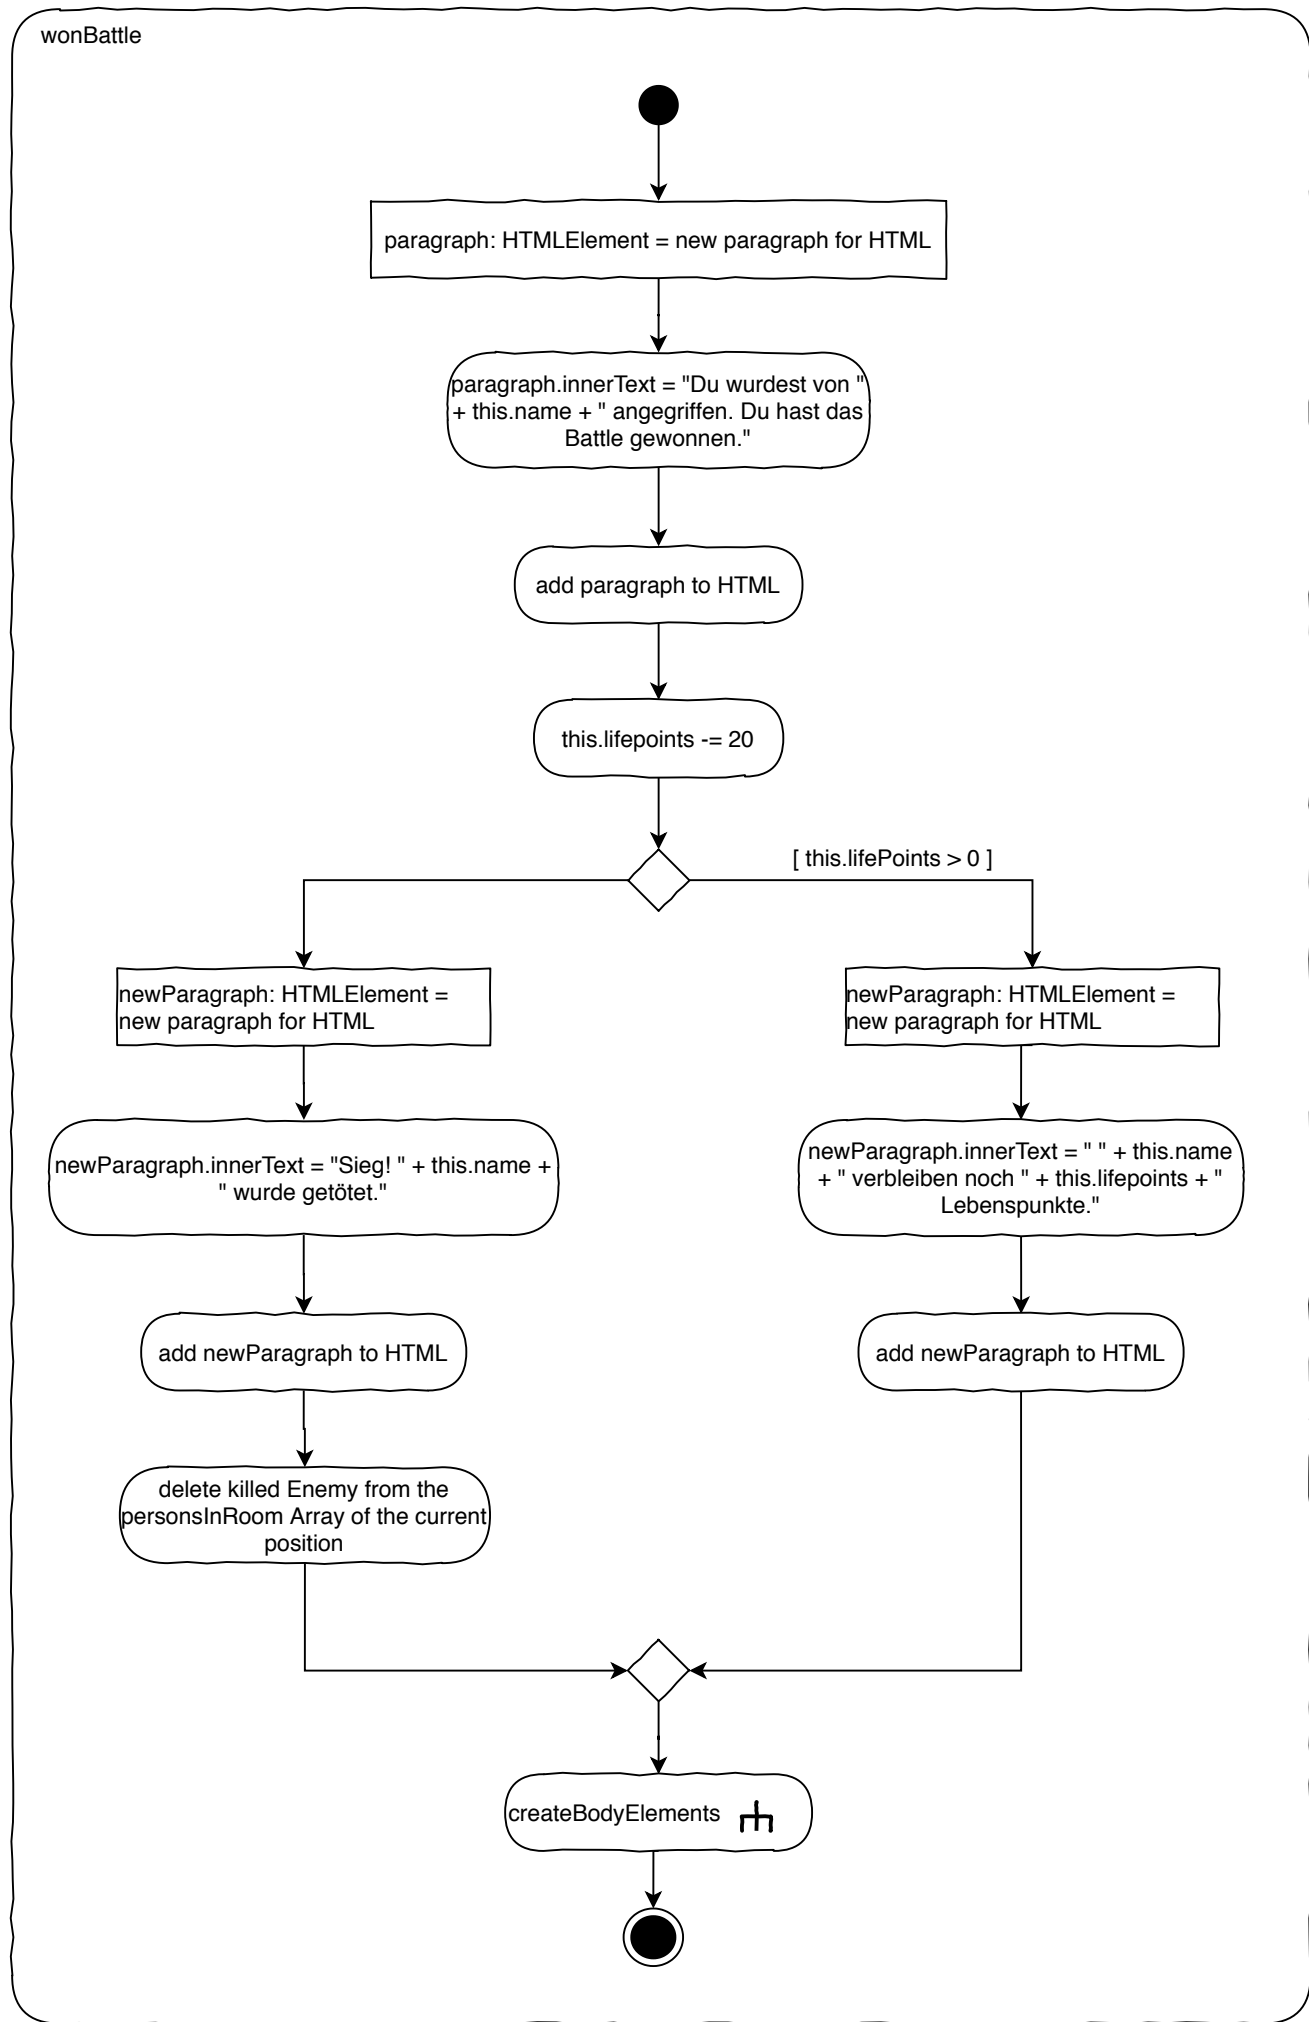 wonBattle
paragraph: HTMLElement = new paragraph for HTML
paragraph.innerText = "Du wurdest von "
+ this.name + " angegriffen. Du hast das
Battle gewonnen."
add paragraph to HTML
this.lifepoints -= 20
[ this.lifePoints > 0 ]
newParagraph: HTMLElement =
new paragraph for HTML
newParagraph: HTMLElement =
new paragraph for HTML
newParagraph.innerText = "Sieg! " + this.name +
" wurde getötet."
newParagraph.innerText = " " + this.name
+ " verbleiben noch " + this.lifepoints + "
Lebenspunkte."
add newParagraph to HTML
add newParagraph to HTML
delete killed Enemy from the
personsInRoom Array of the current
position
createBodyElements